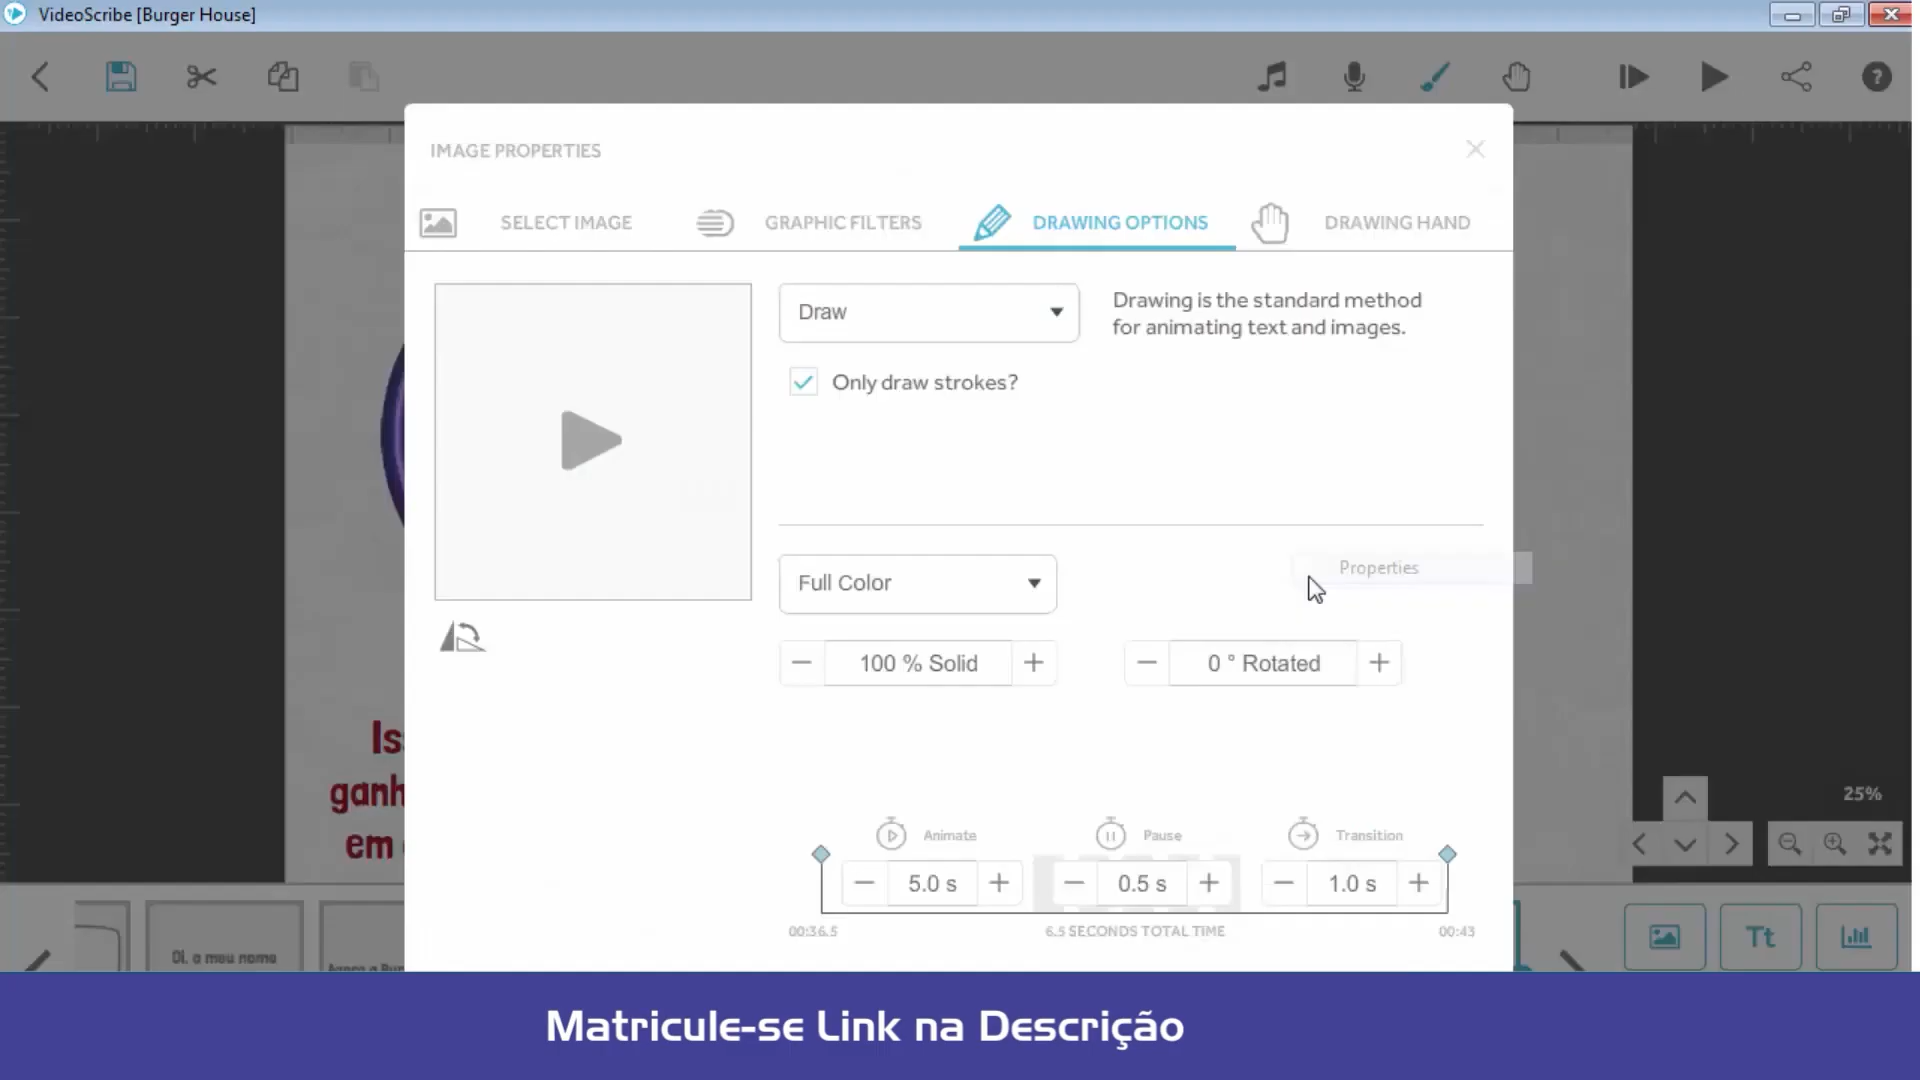 VideoScribe [Burger House]
IMAGE PROPERTIES
SELECT IMAGE
GRAPHIC FILTERS
DRAWING OPTIONS
DRAWING HAND
Draw
Drawing is the standard method
for animating text and images.
Only draw strokes?
Full Color
Properties
100 % Solid
0 ° Rotated
Is
ganh
em
25%
Animate
Pause
Transition
5.0 s
0.5 s
1.0 s
00:36.5
6.5 SECONDS TOTAL TIME
00:43
Oi, o meu nome
Agora a Bur
Tt
Matricule-se Link na Descrição